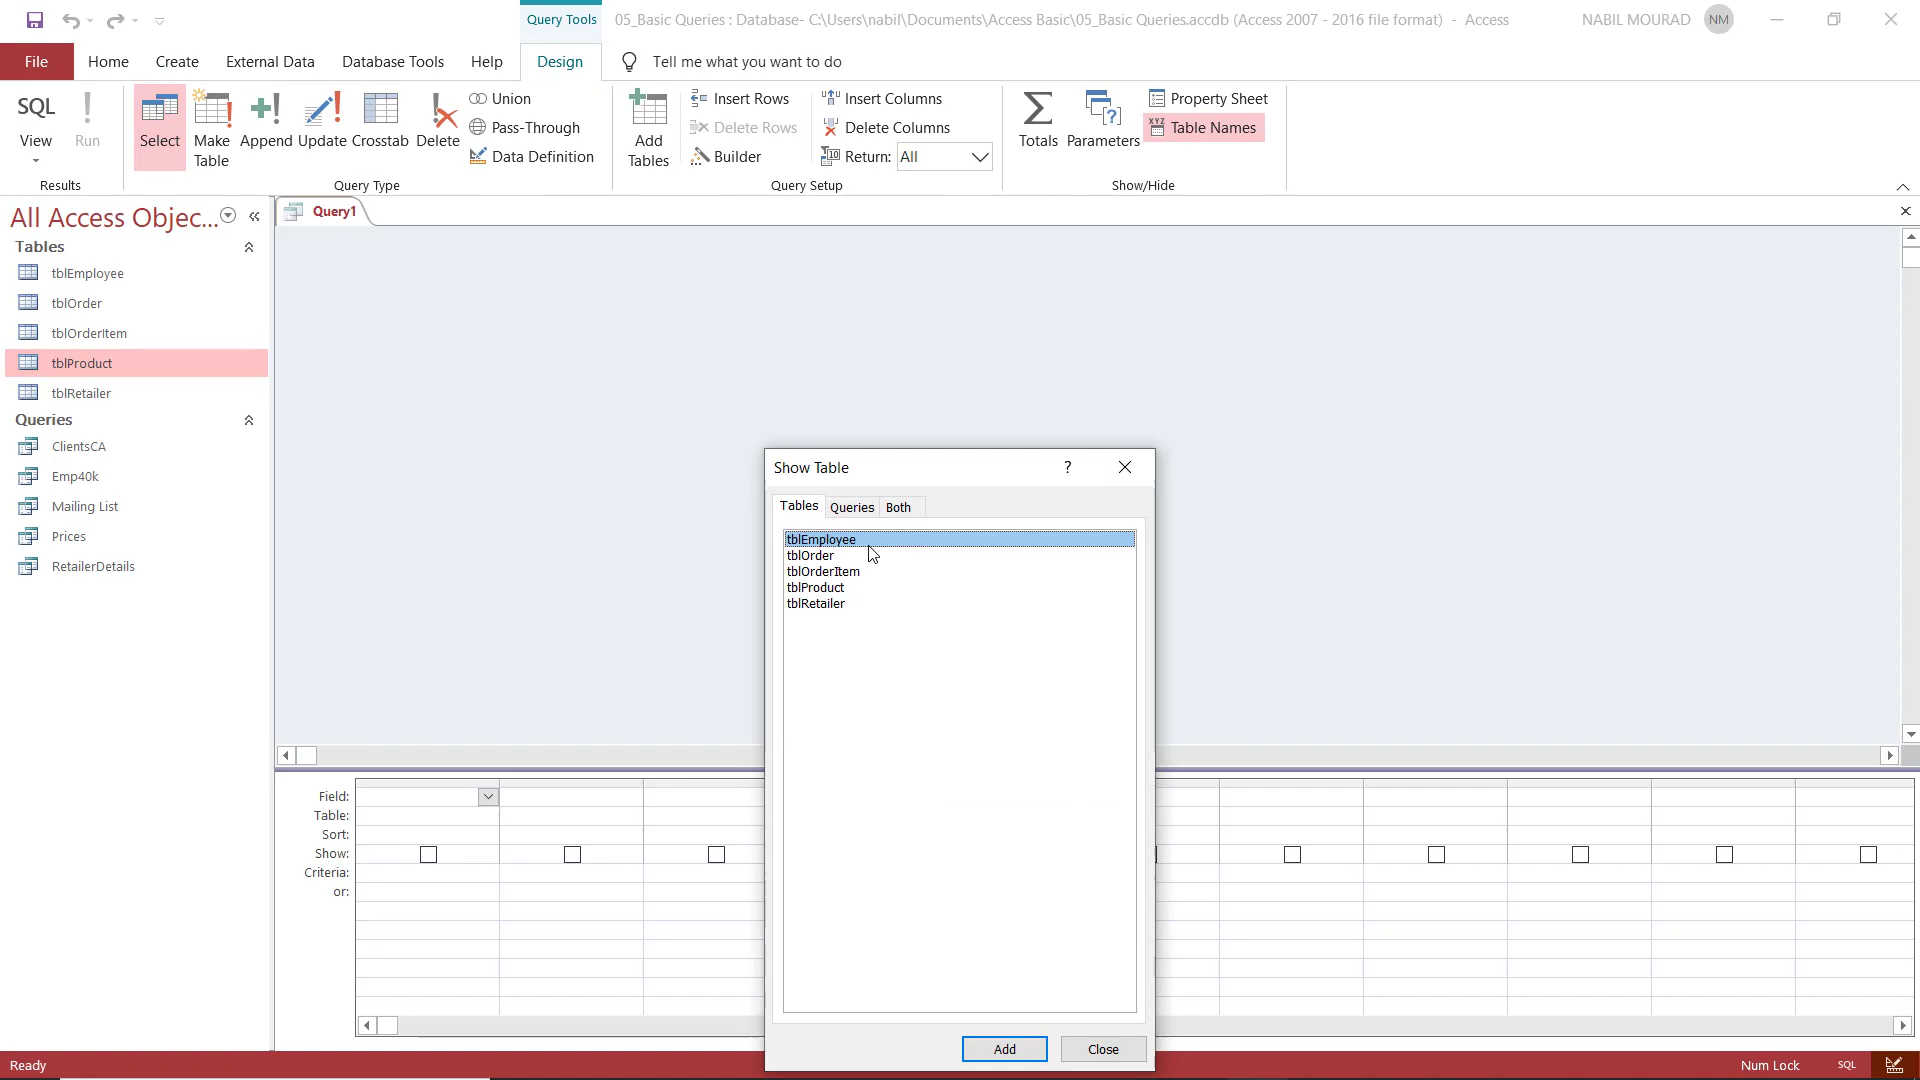 Query Tools
05_Basic Queries : Database- C:\Users\nabil\Documents\Access Basic\05_Basic Queries.accdb (Access 2007 - 2016 file format) - Access
NABIL MOURAD
NM
File
Home
Create
External Data
Database Tools
Help
Design
Tell me what you want to do
SQL
View
Run
Select
Make
Table
Append
Update
Crosstab
Delete
Union
Pass-Through
Data Definition
Add
Tables
Insert Rows
Delete Rows
Builder
Insert Columns
Delete Columns
Return: All
Totals
Parameters
Property Sheet
Table Names
Results
Query Type
Query Setup
Show/Hide
All Access Objec...
Tables
tblEmployee
tblOrder
tblOrderItem
tblProduct
tblRetailer
Queries
ClientsCA
Emp40k
Mailing List
Prices
RetailerDetails
Query1
Show Table
?
Tables
Queries
Both
tblEmployee
tblOrder
tblOrderItem
tblProduct
tblRetailer
Add
Close
Field:
Table:
Sort:
Show:
Criteria:
or:
Ready
Num Lock
SQL